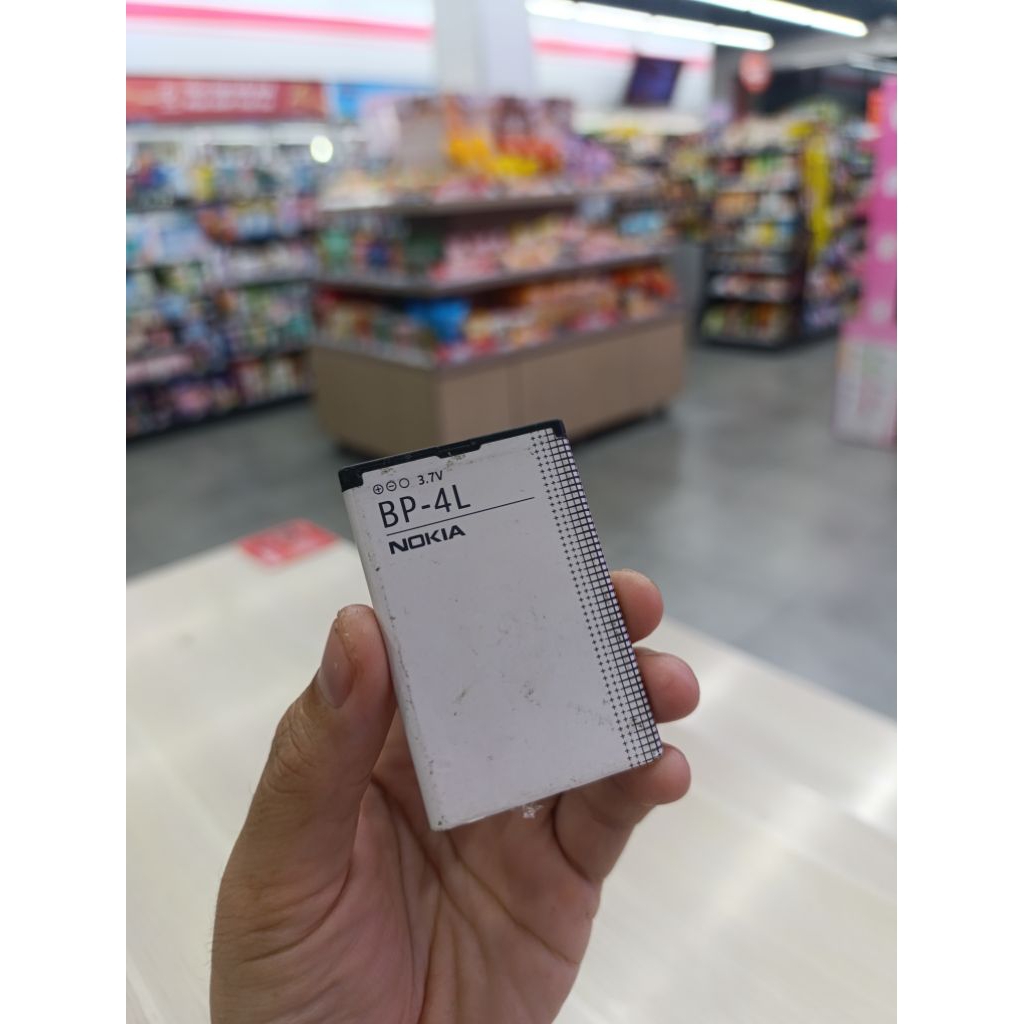 ⊕⊖○ 3.7V
BP-4L
NOKIA